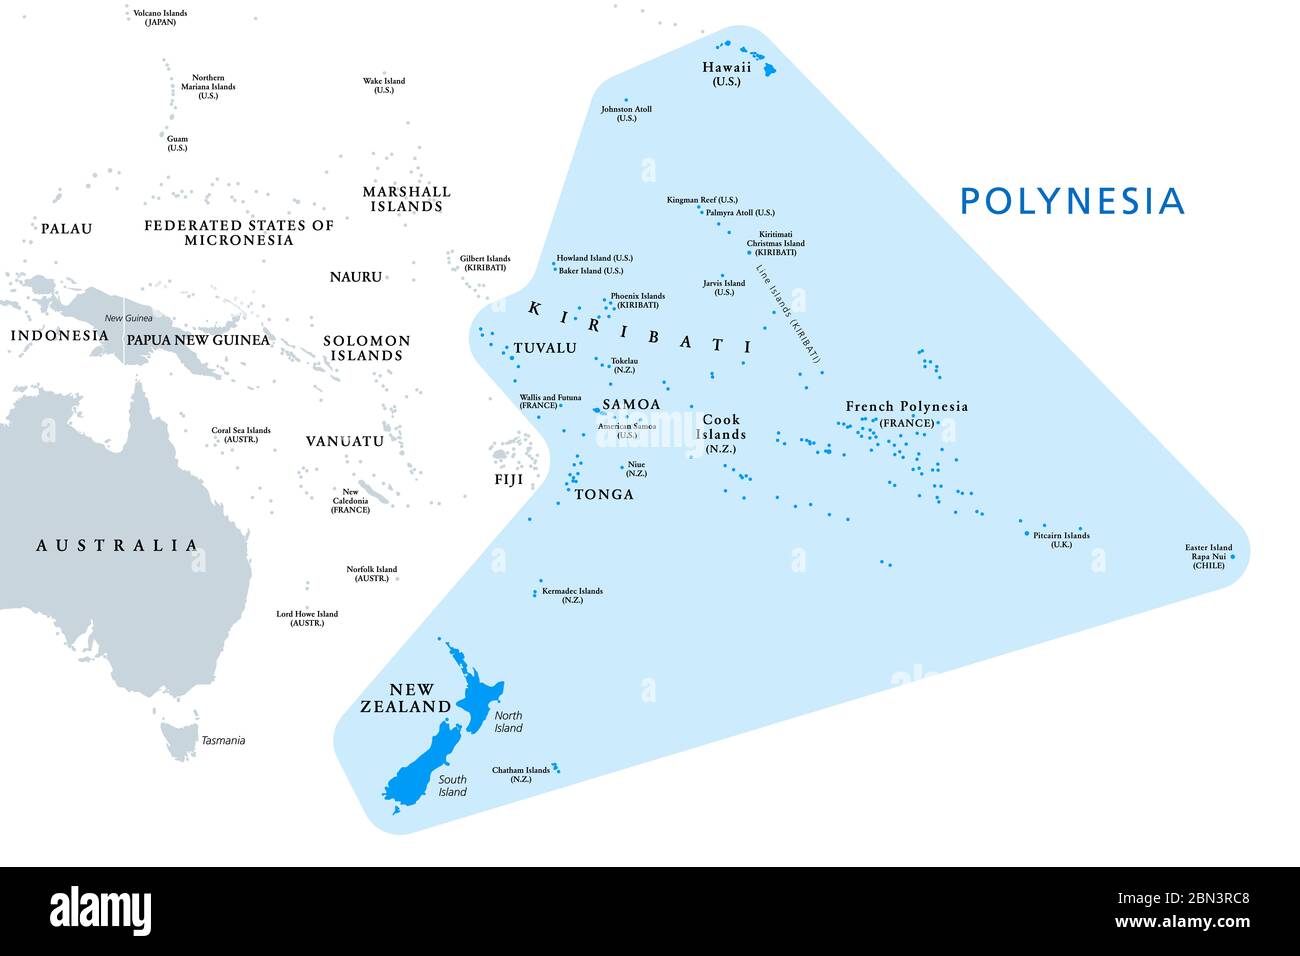 Volcano Islands
(JAPAN)
Northern
Mariana Islands
(U.S.)
Wake Island
(U.S.)
Guam
(U.S.)
Hawaii
(U.S.)
Johnston Atoll
(U.S.)
POLYNESIA
MARSHALL
ISLANDS
Kingman Reef (U.S.)
Palmyra Atoll (U.S.)
PALAU
FEDERATED STATES OF
MICRONESIA
Kiritimati
Christmas Island
(KIRIBATI)
Gilbert Islands
(KIRIBATI)
Howland Island (U.S.)
Baker Island (U.S.)
NAURU
Jarvis Island
(U.S.)
Line Islands (KIRIBATI)
Phoenix Islands
(KIRIBATI)
KIRIBATI
New Guinea
INDONESIA
PAPUA NEW GUINEA
SOLOMON
ISLANDS
TUVALU
Tokelau
(N.Z.)
Wallis and Futuna
(FRANCE)
SAMOA
American Samoa
(U.S.)
Cook
Islands
(N.Z.)
French Polynesia
(FRANCE)
Coral Sea Islands
(AUSTR.)
VANUATU
FIJI
Niue
(N.Z.)
TONGA
New
Caledonia
(FRANCE)
AUSTRALIA
Pitcairn Islands
(U.K.)
Easter Island
Rapa Nui
(CHILE)
Norfolk Island
(AUSTR.)
Kermadec Islands
(N.Z.)
Lord Howe Island
(AUSTR.)
NEW
ZEALAND
North
Island
Tasmania
South
Island
Chatham Islands
(N.Z.)
a
a
a
a
alamy
a
a
a
a
a
alamy
alamy
Image ID: 2BN3RC8
www.alamy.com